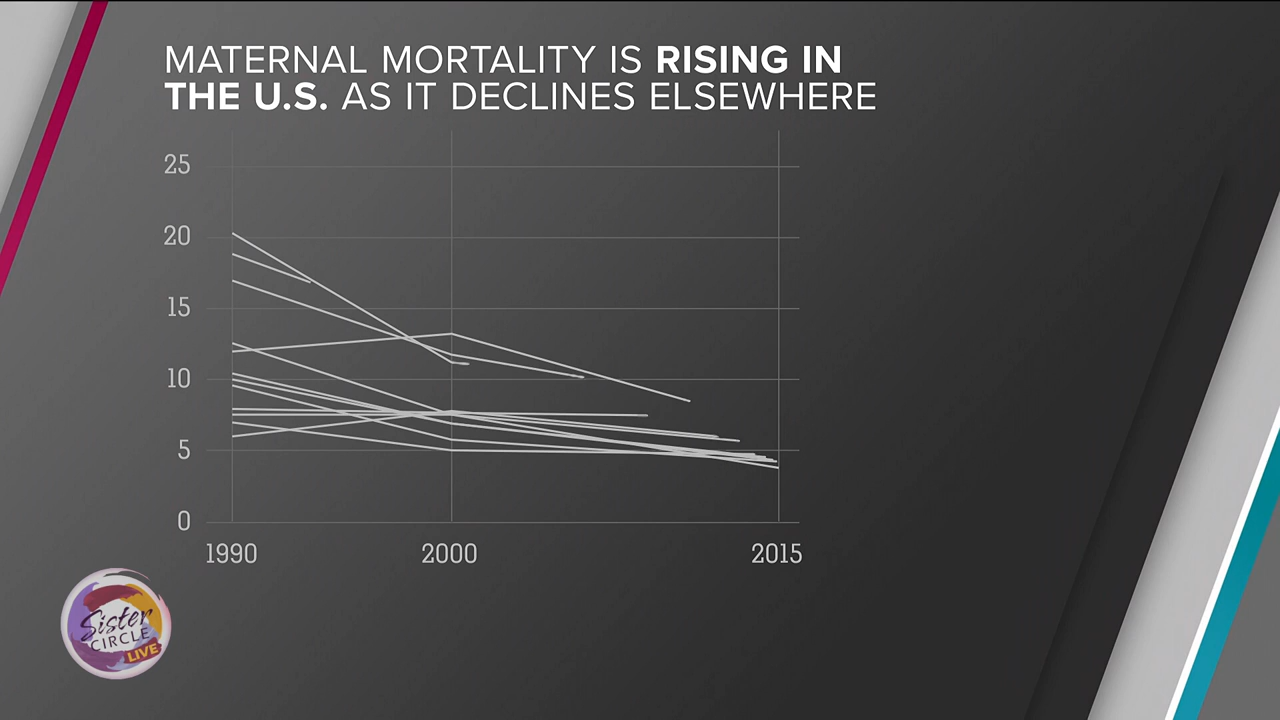 MATERNAL MORTALITY IS RISING IN
THE U.S. AS IT DECLINES ELSEWHERE
25
20
15
10
5
0
1990 2000 2015
Sister
CIRCLE
LIVE